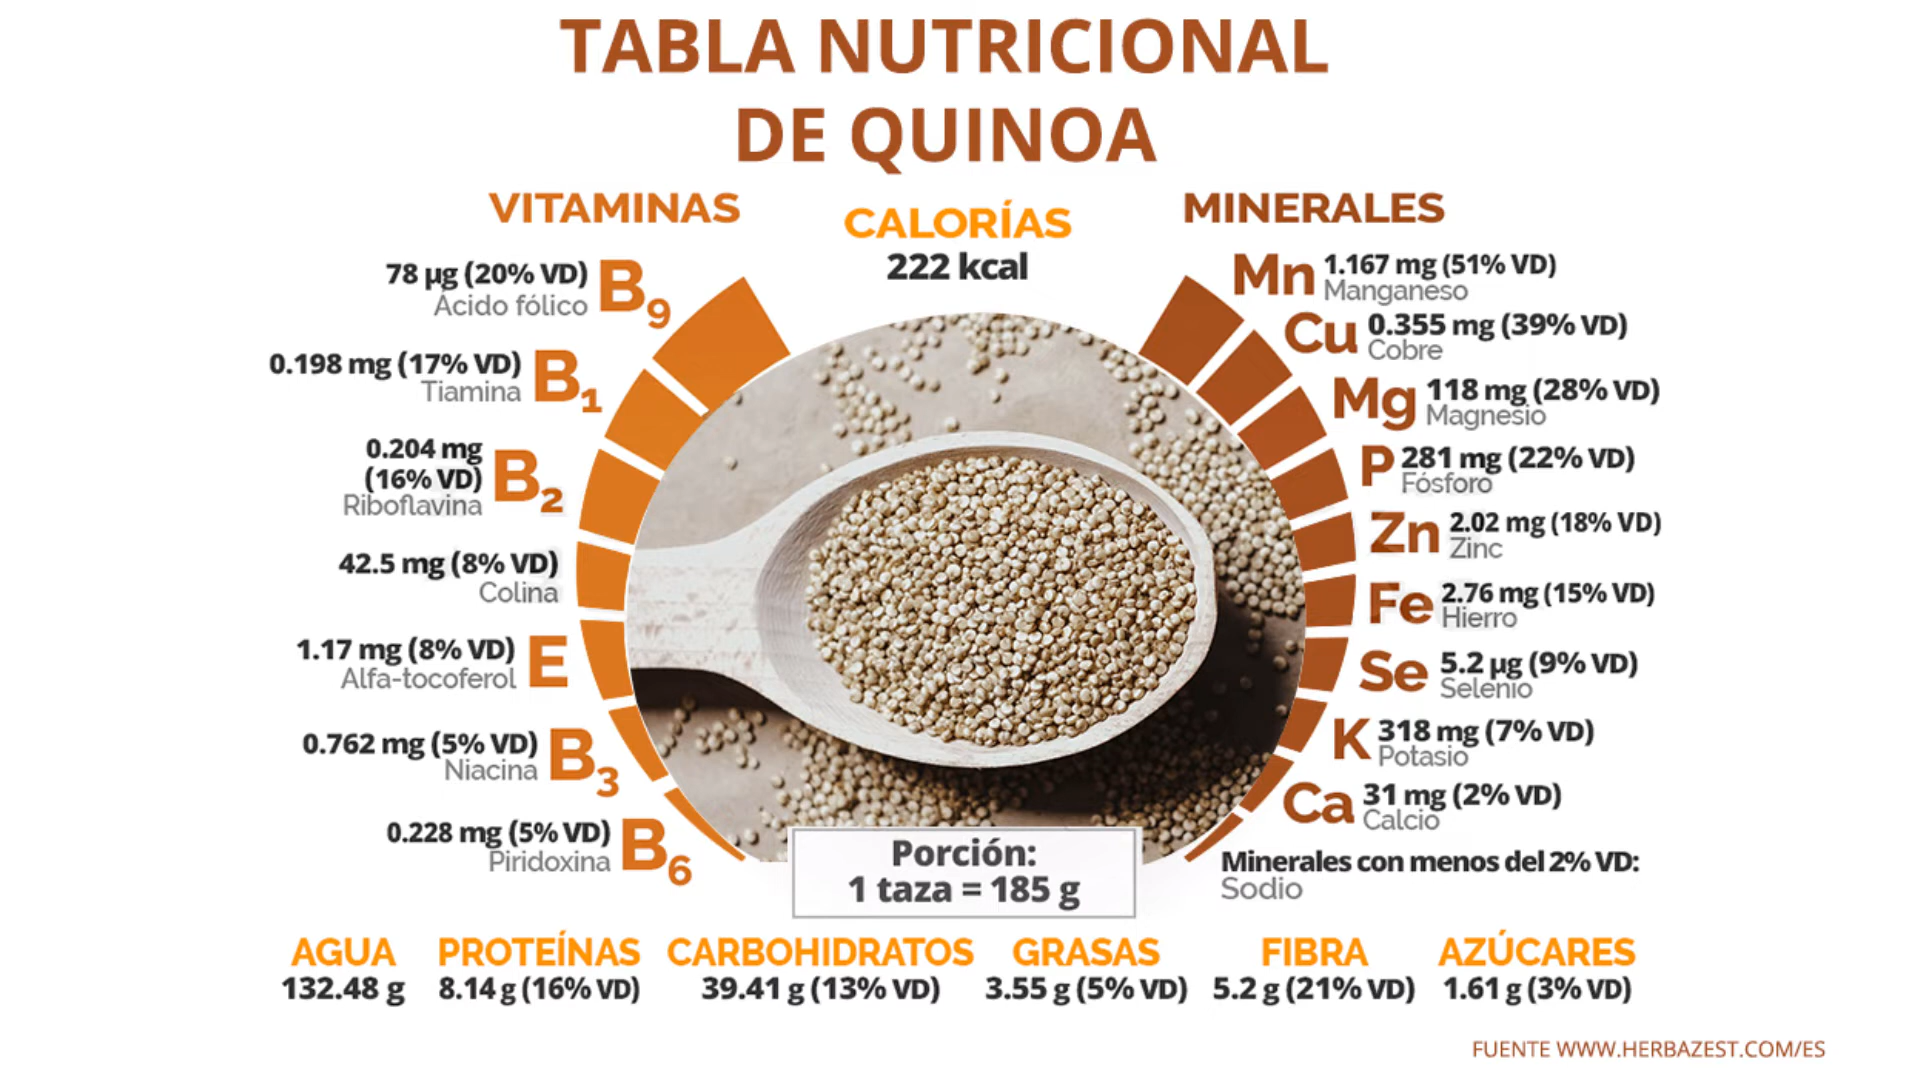 TABLA NUTRICIONAL
DE QUINOA
VITAMINAS
78 µg (20% VD)
Ácido fólico
B9
0.198 mg (17% VD)
Tiamina
B1
0.204 mg
(16% VD)
Riboflavina
B2
42.5 mg (8% VD)
Colina
1.17 mg (8% VD)
Alfa-tocoferol
E
0.762 mg (5% VD)
Niacina
B3
0.228 mg (5% VD)
Piridoxina
B6
CALORÍAS
222 kcal
Porción:
1 taza = 185 g
MINERALES
Mn
1.167 mg (51% VD)
Manganeso
Cu
0.355 mg (39% VD)
Cobre
Mg
118 mg (28% VD)
Magnesio
P
281 mg (22% VD)
Fósforo
Zn
2.02 mg (18% VD)
Zinc
Fe
2.76 mg (15% VD)
Hierro
Se
5.2 µg (9% VD)
Selenio
K
318 mg (7% VD)
Potasio
Ca
31 mg (2% VD)
Calcio
Minerales con menos del 2% VD:
Sodio
AGUA
132.48 g
PROTEÍNAS
8.14 g (16% VD)
CARBOHIDRATOS
39.41 g (13% VD)
GRASAS
3.55 g (5% VD)
FIBRA
5.2 g (21% VD)
AZÚCARES
1.61 g (3% VD)
FUENTE WWW.HERBAZEST.COM/ES